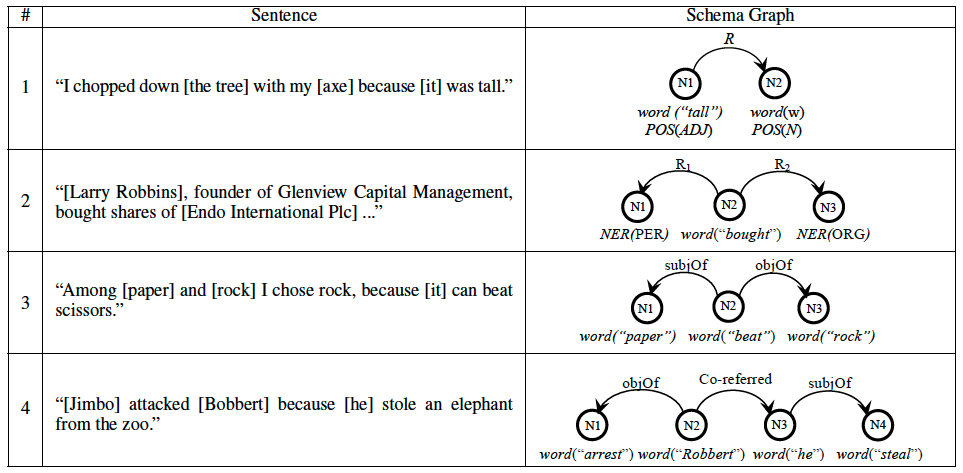 # Sentence Schema Graph
1 “I chopped down [the tree] with my [axe] because [it] was tall.”
R
N1 N2
word (“tall”) word(w)
POS(ADJ) POS(N)
2 “[Larry Robbins], founder of Glenview Capital Management,
bought shares of [Endo International Plc] ...”
R1 R2
N1 N2 N3
NER(PER) word(“bought”) NER(ORG)
3 “Among [paper] and [rock] I chose rock, because [it] can beat
scissors.”
subjOf objOf
N1 N2 N3
word(“paper”) word(“beat”) word(“rock”)
4 “[Jimbo] attacked [Bobbert] because [he] stole an elephant
from the zoo.”
objOf Co-referred subjOf
N1 N2 N3 N4
word(“arrest”) word(“Robbert”) word(“he”) word(“steal”)